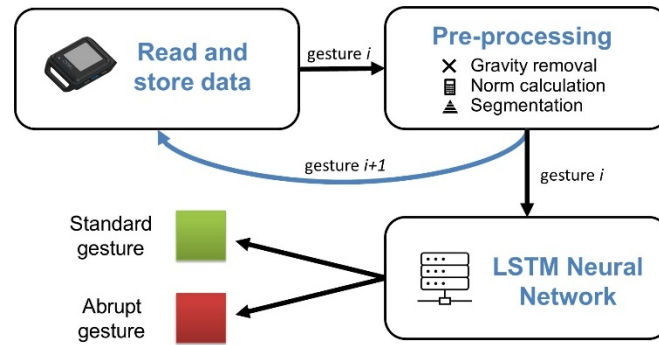 Read and
store data
gesture i
Pre-processing
Gravity removal
Norm calculation
Segmentation
gesture i+1
gesture i
Standard
gesture
LSTM Neural
Network
Abrupt
gesture